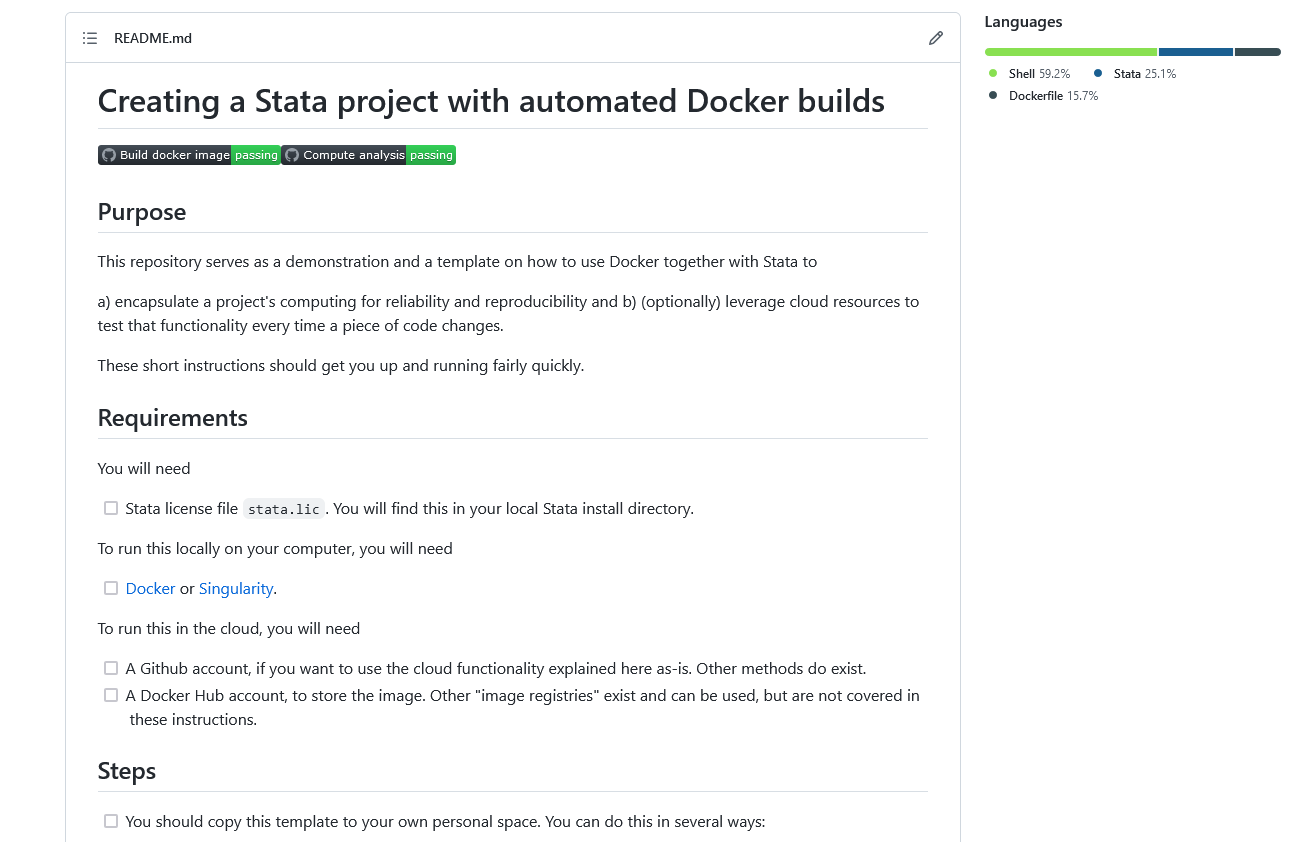 README.md
Creating a Stata project with automated Docker builds
Build docker image passing Compute analysis passing
Purpose
This repository serves as a demonstration and a template on how to use Docker together with Stata to
a) encapsulate a project's computing for reliability and reproducibility and b) (optionally) leverage cloud resources to
test that functionality every time a piece of code changes.
These short instructions should get you up and running fairly quickly.
Requirements
You will need
Stata license file stata.lic. You will find this in your local Stata install directory.
To run this locally on your computer, you will need
Docker or Singularity.
To run this in the cloud, you will need
A Github account, if you want to use the cloud functionality explained here as-is. Other methods do exist.
A Docker Hub account, to store the image. Other "image registries" exist and can be used, but are not covered in
these instructions.
Steps
You should copy this template to your own personal space. You can do this in several ways:
Languages
Shell 59.2% Stata 25.1%
Dockerfile 15.7%